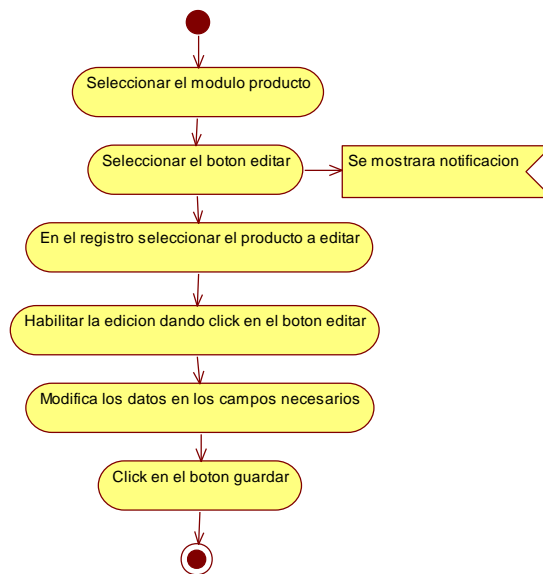 Seleccionar el modulo producto
Seleccionar el boton editar
Se mostrara notificacion
En el registro seleccionar el producto a editar
Habilitar la edicion dando click en el boton editar
Modifica los datos en los campos necesarios
Click en el boton guardar